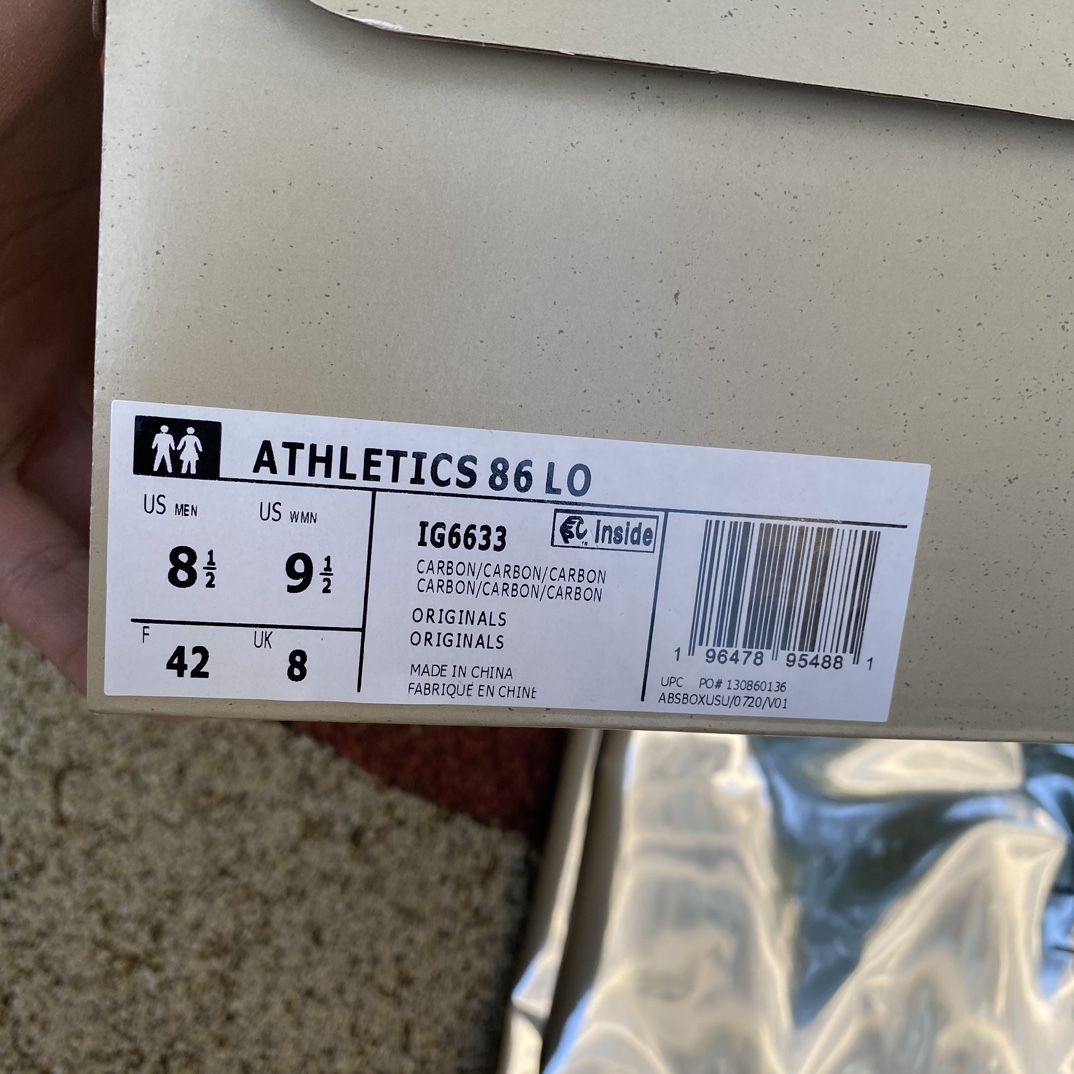 ATHLETICS 86 LO
US MEN
US WMN
8 1/2
9 1/2
F 42
UK 8
IG6633
Inside
CARBON/CARBON/CARBON
CARBON/CARBON/CARBON
ORIGINALS
ORIGINALS
MADE IN CHINA
FABRIQUÉ EN CHINE
1 96478 95488 1
UPC PO# 130860136
ABSBOXUSU/0720/V01